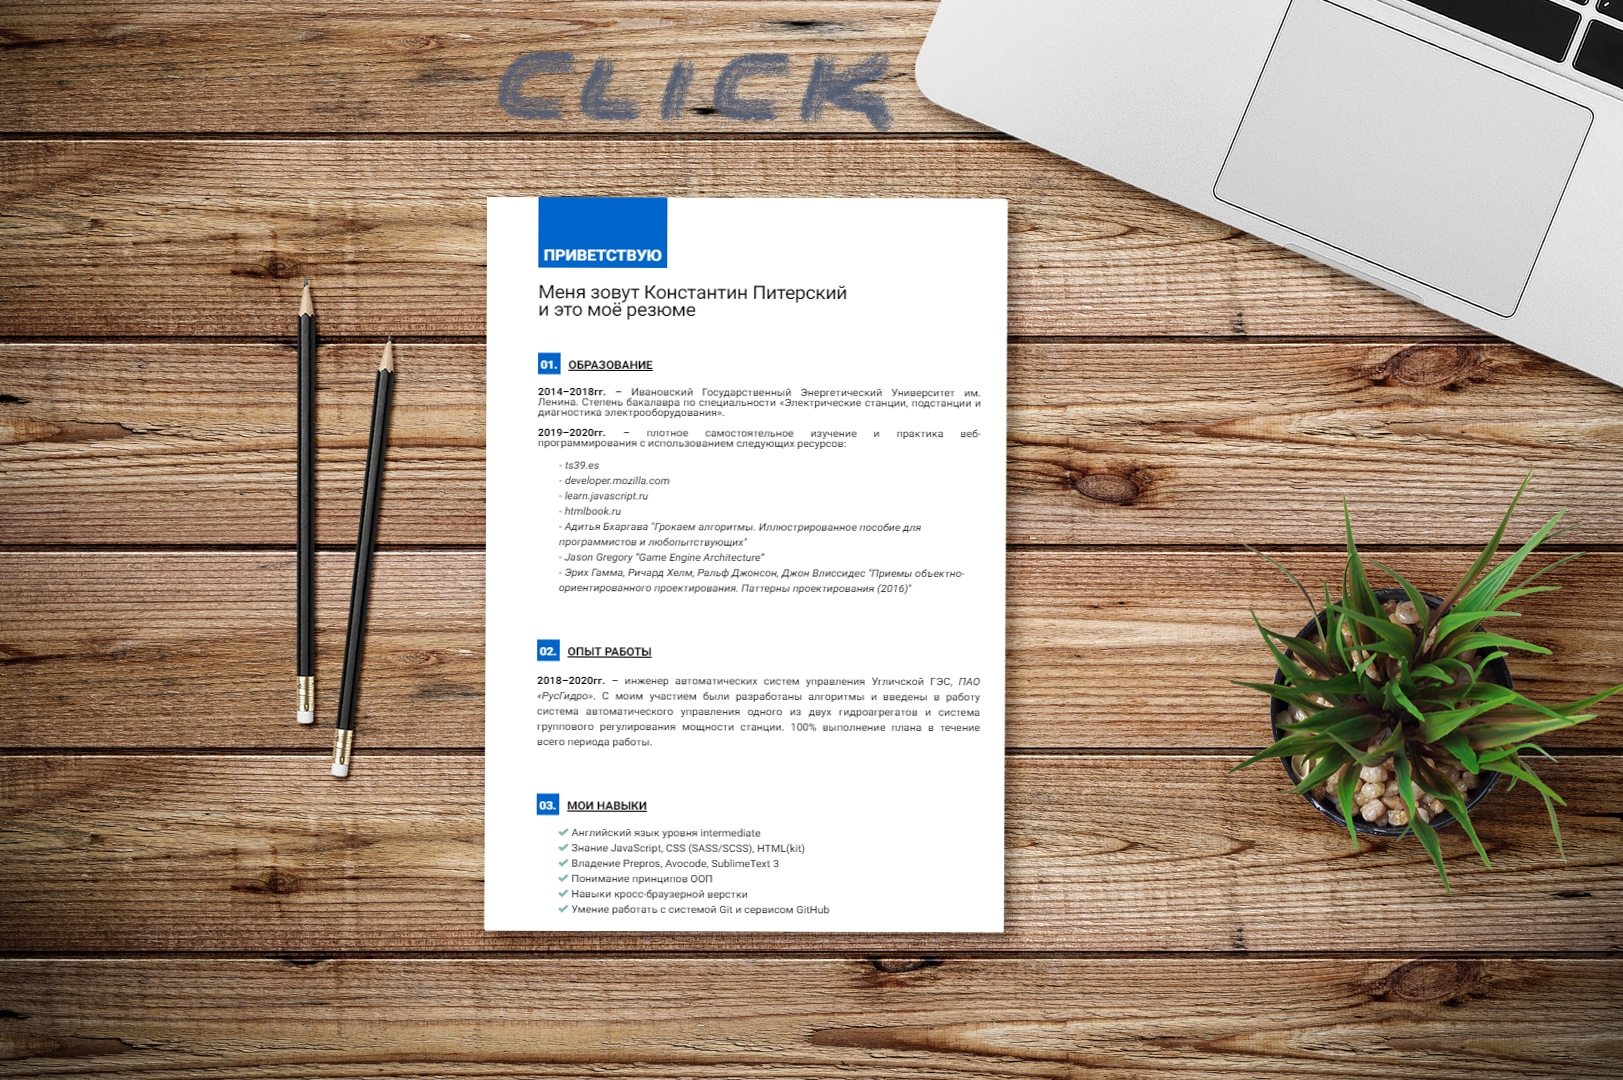 CLICK
ПРИВЕТСТВУЮ
Меня зовут Константин Питерский
и это моё резюме
01. ОБРАЗОВАНИЕ
2014–2018гг. – Ивановский Государственный Энергетический Университет им.
Ленина. Степень бакалавра по специальности «Электрические станции, подстанции и
диагностика электрооборудования».
2019–2020гг. – плотное самостоятельное изучение и практика веб-
программирования с использованием следующих ресурсов:
- ts39.es
- developer.mozilla.com
- learn.javascript.ru
- htmlbook.ru
- Адитья Бхаргава "Грокаем алгоритмы. Иллюстрированное пособие для
программистов и любопытствующих"
- Jason Gregory "Game Engine Architecture"
- Эрих Гамма, Ричард Хелм, Ральф Джонсон, Джон Влиссидес "Приемы объектно-
ориентированного проектирования. Паттерны проектирования (2016)"
02. ОПЫТ РАБОТЫ
2018–2020гг. – инженер автоматических систем управления Угличской ГЭС, ПАО
«РусГидро». С моим участием были разработаны алгоритмы и введены в работу
система автоматического управления одного из двух гидроагрегатов и система
группового регулирования мощности станции. 100% выполнение плана в течение
всего периода работы.
03. МОИ НАВЫКИ
Английский язык уровня intermediate
Знание JavaScript, CSS (SASS/SCSS), HTML(kit)
Владение Prepros, Avocode, SublimeText 3
Понимание принципов ООП
Навыки кросс-браузерной верстки
Умение работать с системой Git и сервисом GitHub